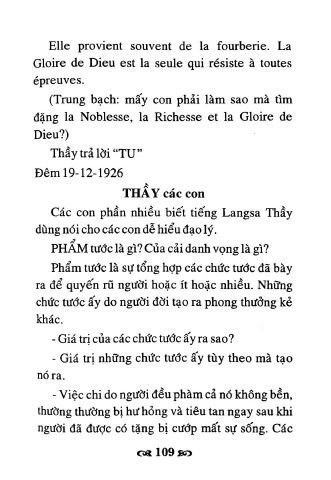 Elle provient souvent de la fourberie. La
Gloire de Dieu est la seule qui résiste à toutes
épreuves.
(Trung bạch: mấy con phải làm sao mà tìm
đặng la Noblesse, la Richesse et la Gloire de
Dieu?)
Thầy trả lời “TU”
Đêm 19-12-1926
THẦY các con
Các con phần nhiều biết tiếng Langsa Thầy
dùng nói cho các con dễ hiểu đạo lý.
PHẨM tước là gì? Của cải danh vọng là gì?
Phẩm tước là sự tổng hợp các chức tước đã bày
ra để quyến rũ người hoặc ít hoặc nhiều. Những
chức tước ấy do người đời tạo ra phong thưởng kẻ
khác.
- Giá trị của các chức tước ấy ra sao?
- Giá trị những chức tước ấy tùy theo mà tạo
nó ra.
- Việc chi do người đều phàm cả nó không bền,
thường thường bị hư hỏng và tiêu tan ngay sau khi
người đã được có tặng bị cướp mất sự sống. Các
109